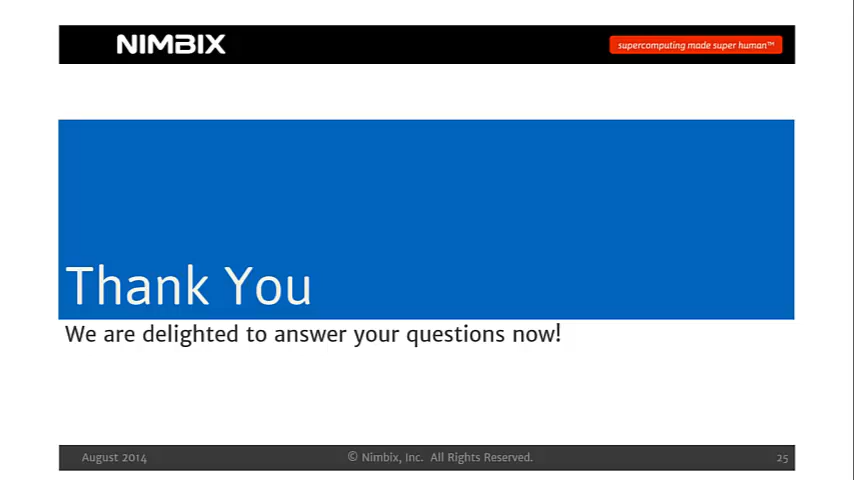 NIMBIX
supercomputing made super human™
Thank You
We are delighted to answer your questions now!
August 2014
© Nimbix, Inc. All Rights Reserved.
25